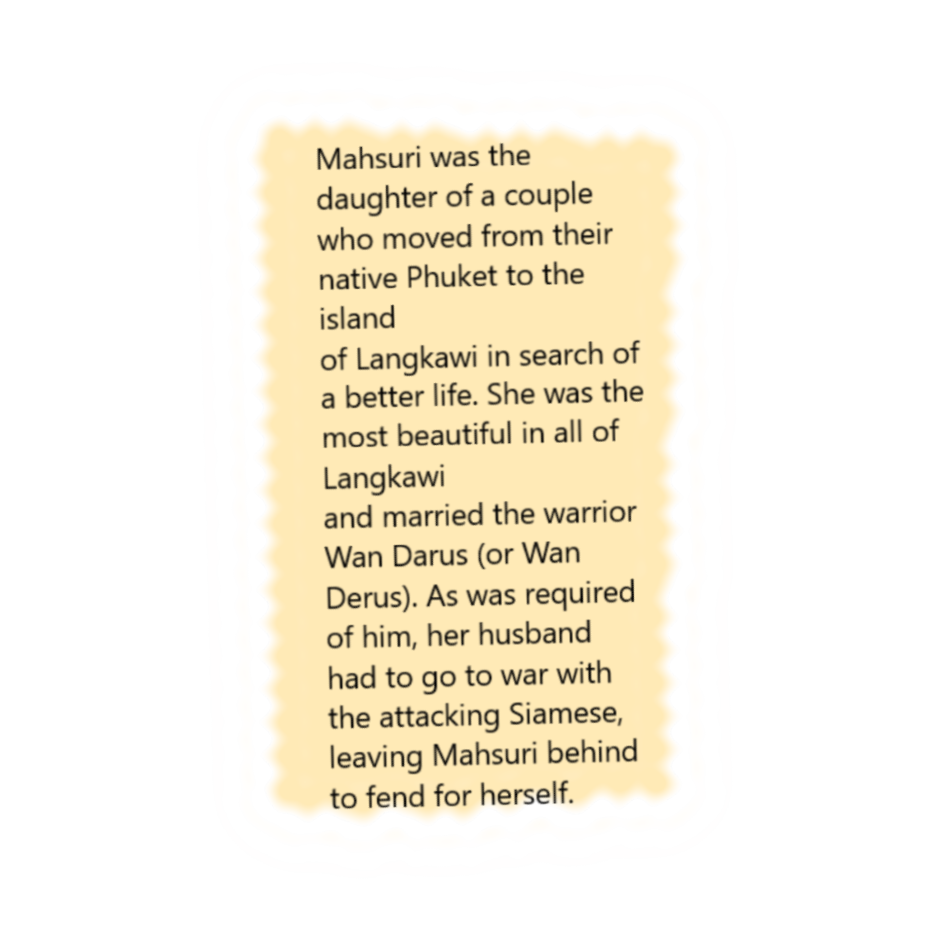 Mahsuri was the
daughter of a couple
who moved from their
native Phuket to the
island
of Langkawi in search of
a better life. She was the
most beautiful in all of
Langkawi
and married the warrior
Wan Darus (or Wan
Derus). As was required
of him, her husband
had to go to war with
the attacking Siamese,
leaving Mahsuri behind
to fend for herself.